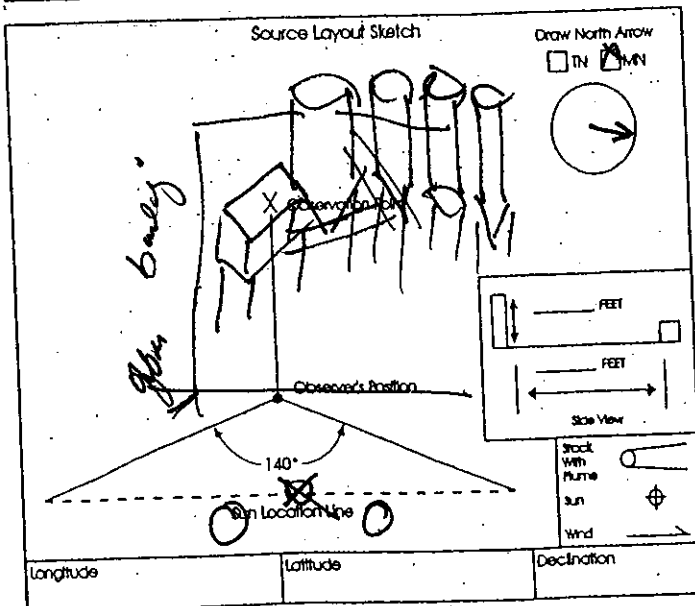 Source Layout Sketch
Draw North Arrow
TN MN
Observation Point
FEET
FEET
Side View
Observer's Position
140°
Sun Location Line
Stack
With
Plume
Sun
Wind
Longitude
Latitude
Declination